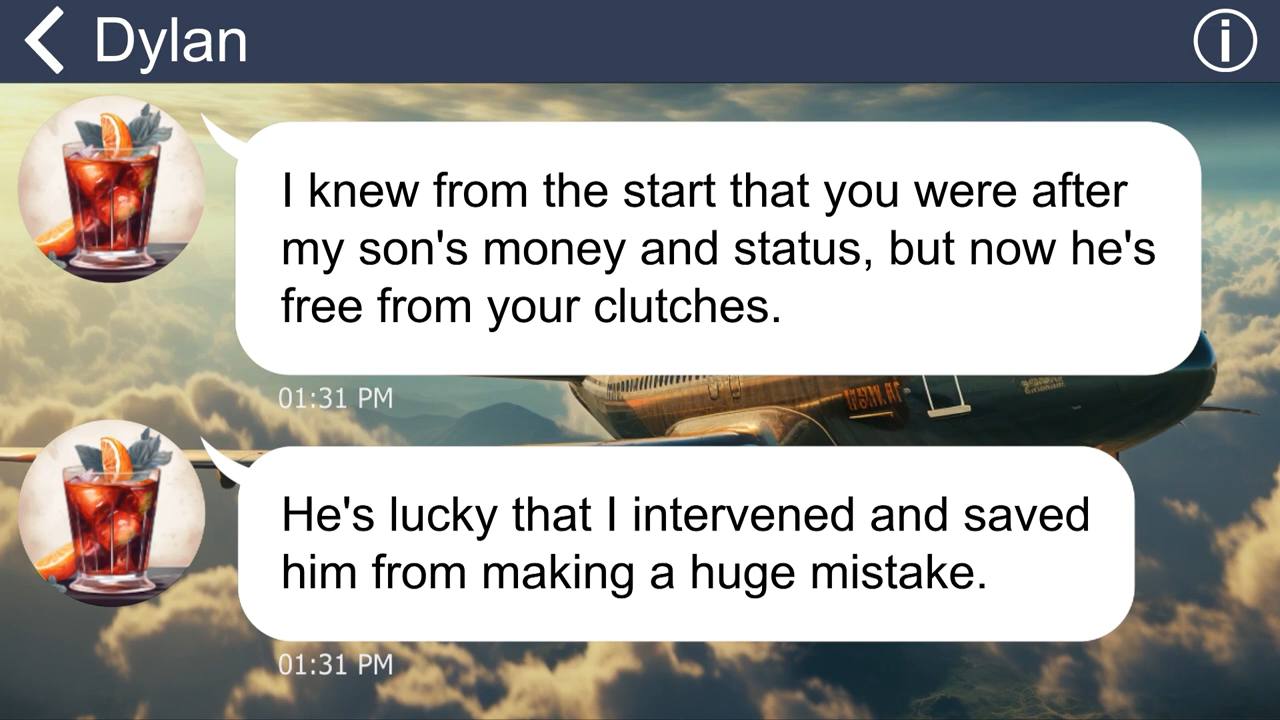 Dylan
I knew from the start that you were after
my son's money and status, but now he's
free from your clutches.
01:31 PM
He's lucky that I intervened and saved
him from making a huge mistake.
01:31 PM